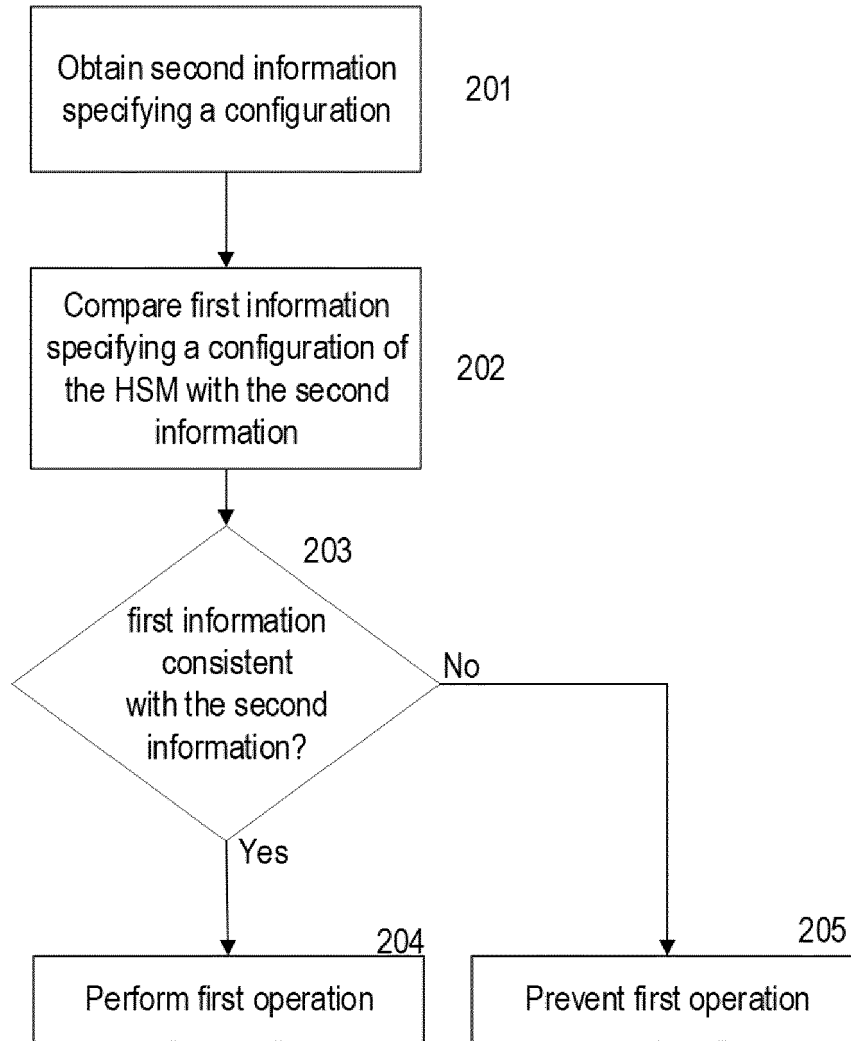 Obtain second information
specifying a configuration
201
Compare first information
specifying a configuration of
the HSM with the second
information
202
203
first information
consistent
with the second
information?
No
Yes
204
Perform first operation
205
Prevent first operation